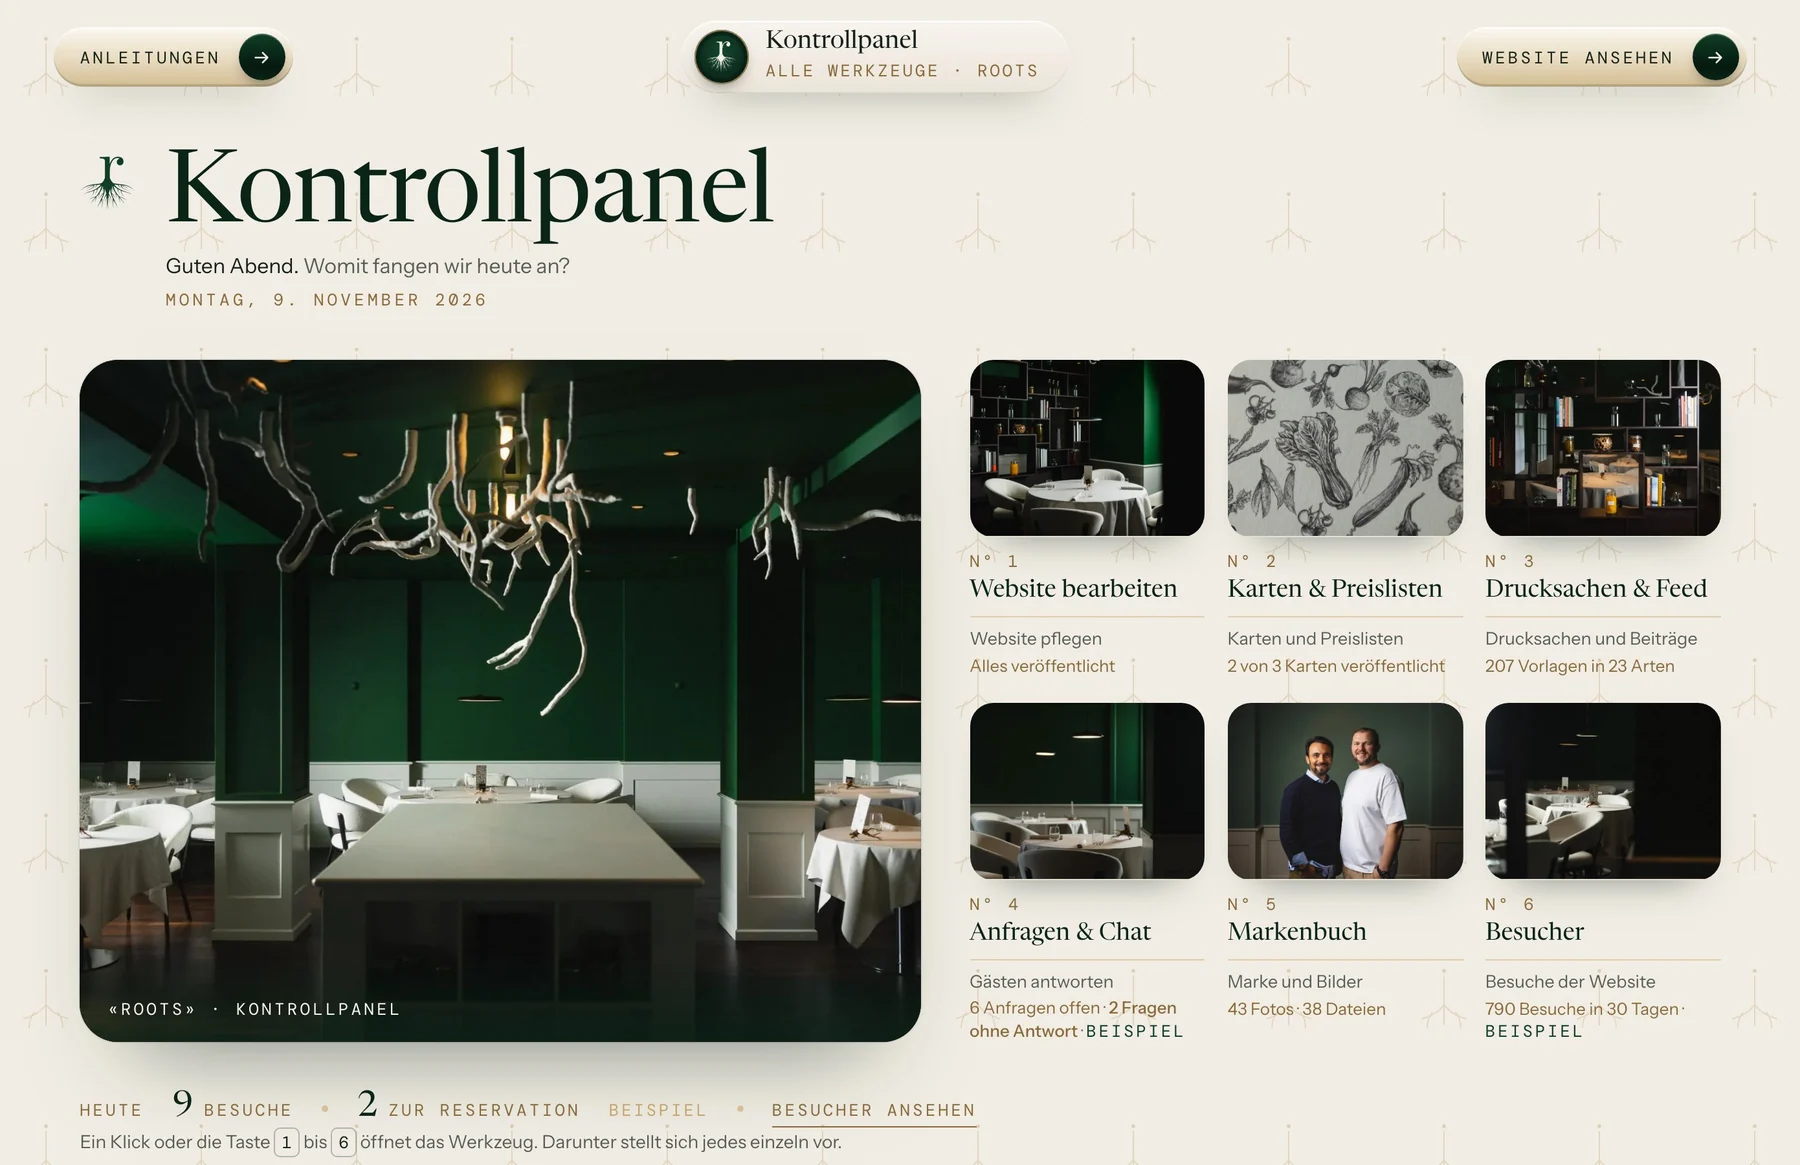 ANLEITUNGEN
Kontrollpanel
ALLE WERKZEUGE · ROOTS
WEBSITE ANSEHEN
r
Kontrollpanel
Guten Abend. Womit fangen wir heute an?
MONTAG, 9. NOVEMBER 2026
«ROOTS» · KONTROLLPANEL
N° 1
Website bearbeiten
Website pflegen
Alles veröffentlicht
N° 2
Karten & Preislisten
Karten und Preislisten
2 von 3 Karten veröffentlicht
N° 3
Drucksachen & Feed
Drucksachen und Beiträge
207 Vorlagen in 23 Arten
N° 4
Anfragen & Chat
Gästen antworten
6 Anfragen offen · 2 Fragen
ohne Antwort · BEISPIEL
N° 5
Markenbuch
Marke und Bilder
43 Fotos · 38 Dateien
N° 6
Besucher
Besuche der Website
790 Besuche in 30 Tagen ·
BEISPIEL
HEUTE 9 BESUCHE • 2 ZUR RESERVATION BEISPIEL • BESUCHER ANSEHEN
Ein Klick oder die Taste 1 bis 6 öffnet das Werkzeug. Darunter stellt sich jedes einzeln vor.